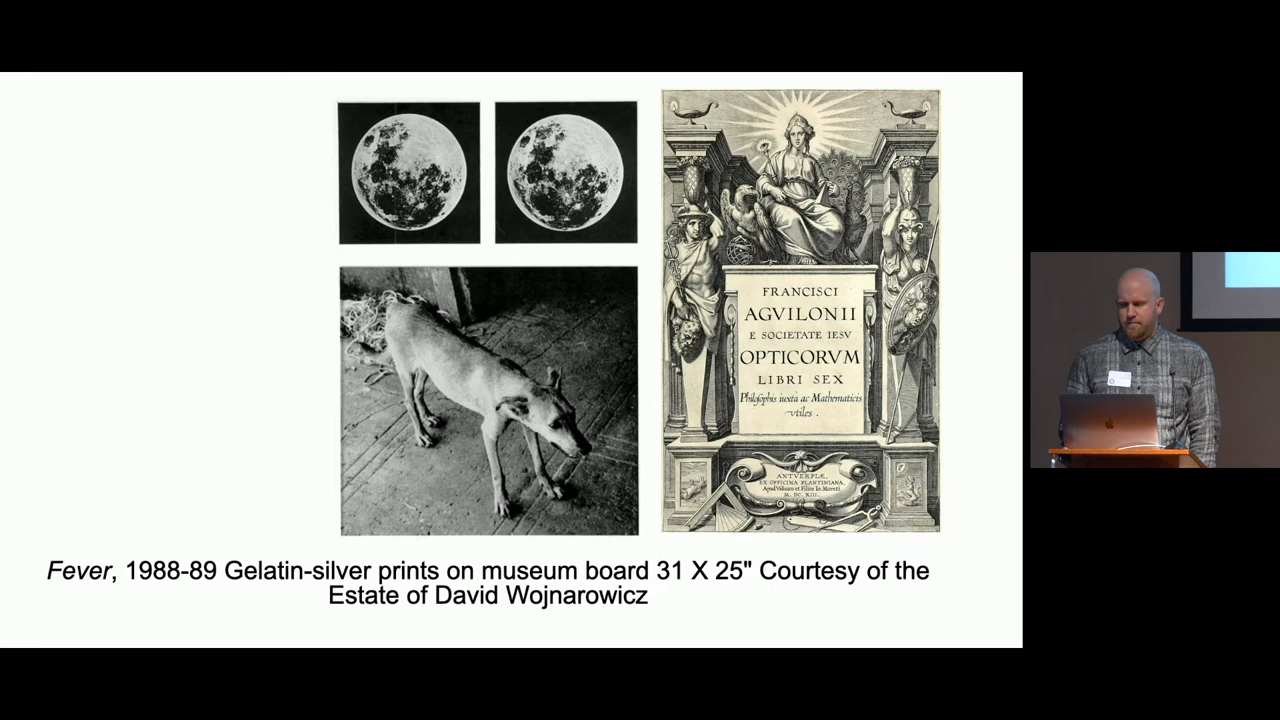 FRANCISCI
AGVILONII
E SOCIETATE IESV
OPTICORVM
LIBRI SEX
Philosophis iuxta ac Mathematicis
vtiles.
ANTVERPIÆ,
EX OFFICINA PLANTINIANA,
Apud Viduam et Filios Io. Moreti
M. DC. XIII.
Fever, 1988-89 Gelatin-silver prints on museum board 31 X 25" Courtesy of the
Estate of David Wojnarowicz